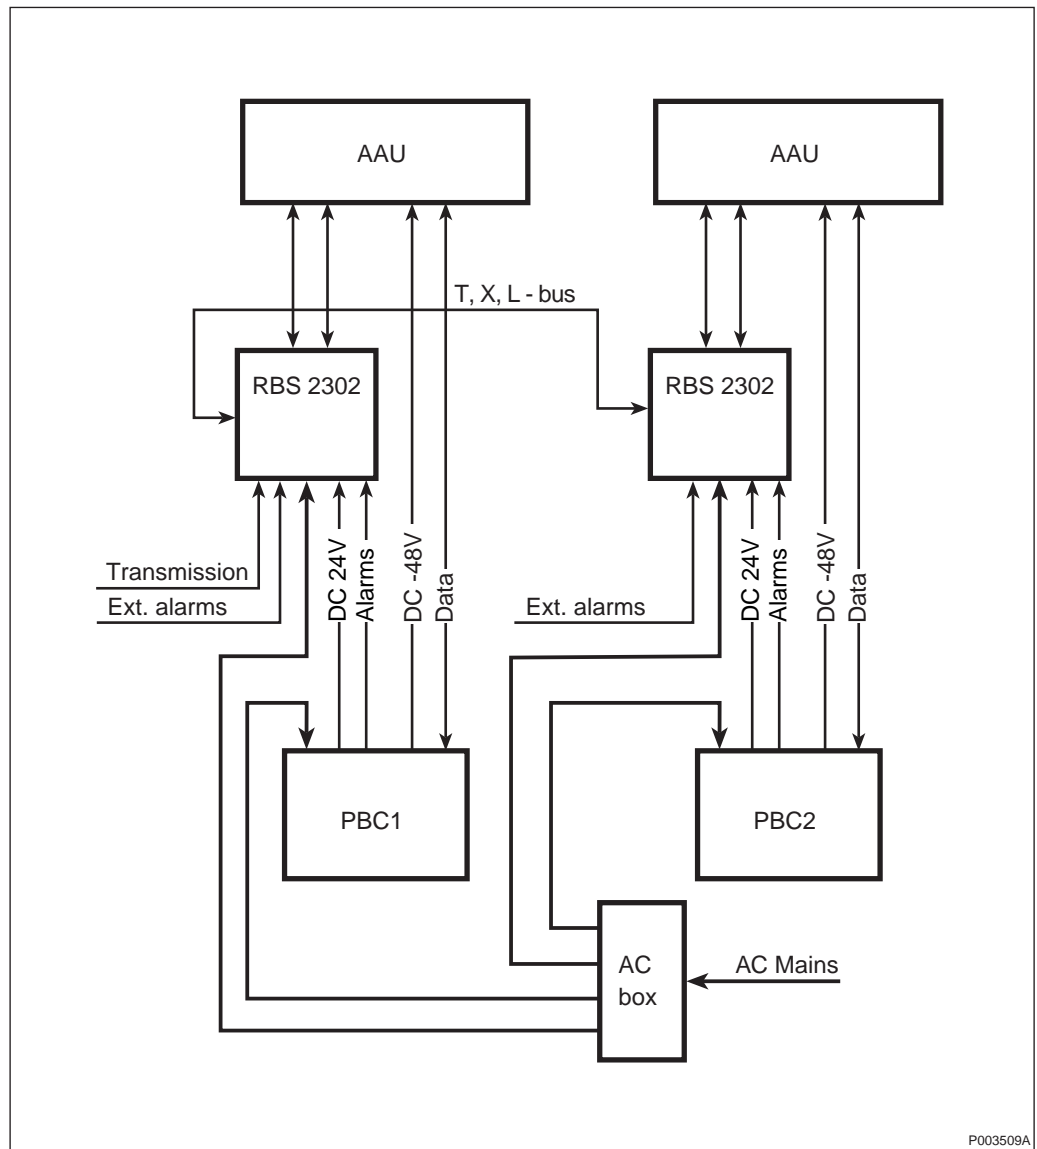 AAU
AAU
T, X, L - bus
RBS 2302
RBS 2302
Transmission
Ext. alarms
DC 24V
Alarms
DC -48V
Data
Ext. alarms
DC 24V
Alarms
DC -48V
Data
PBC1
PBC2
AC
box
AC Mains
P003509A